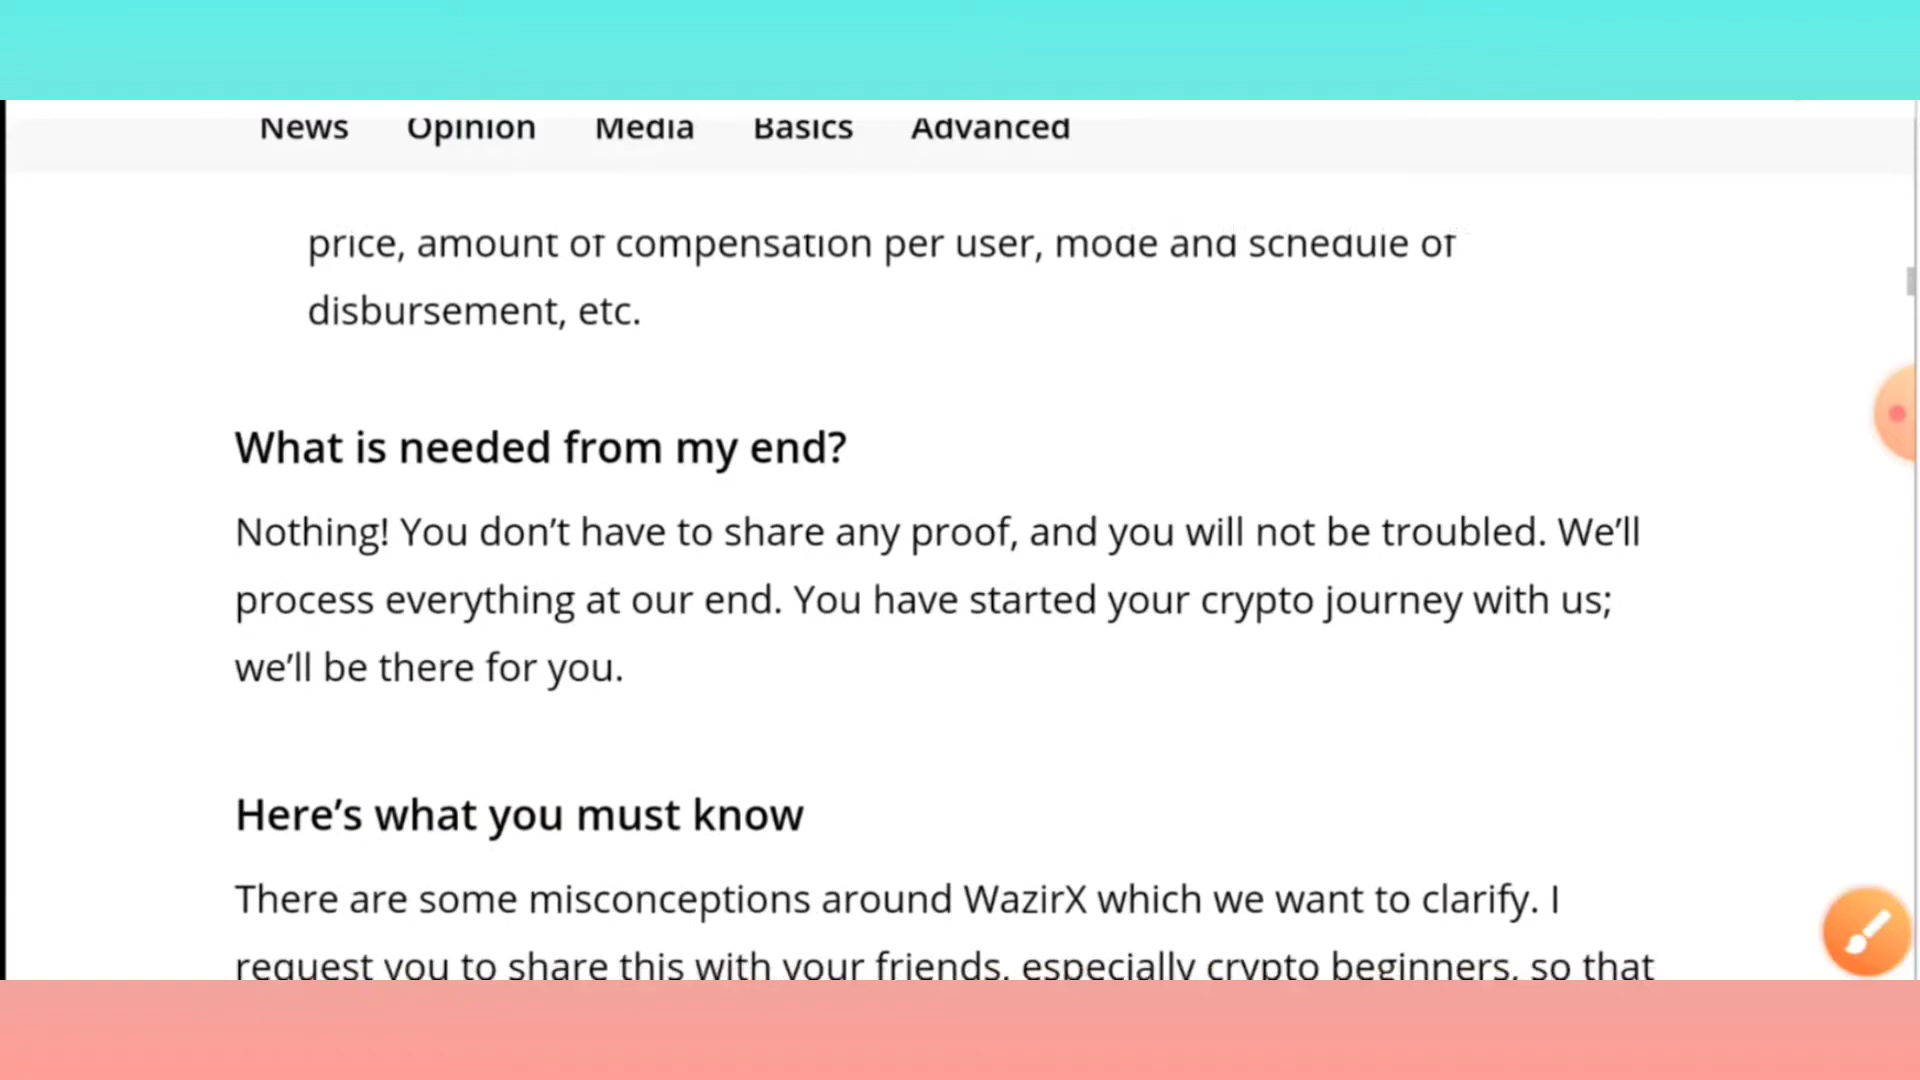 News Opinion Media Basics Advanced
price, amount of compensation per user, mode and schedule of
disbursement, etc.
What is needed from my end?
Nothing! You don’t have to share any proof, and you will not be troubled. We’ll
process everything at our end. You have started your crypto journey with us;
we’ll be there for you.
Here’s what you must know
There are some misconceptions around WazirX which we want to clarify. I
request you to share this with your friends, especially crypto beginners, so that